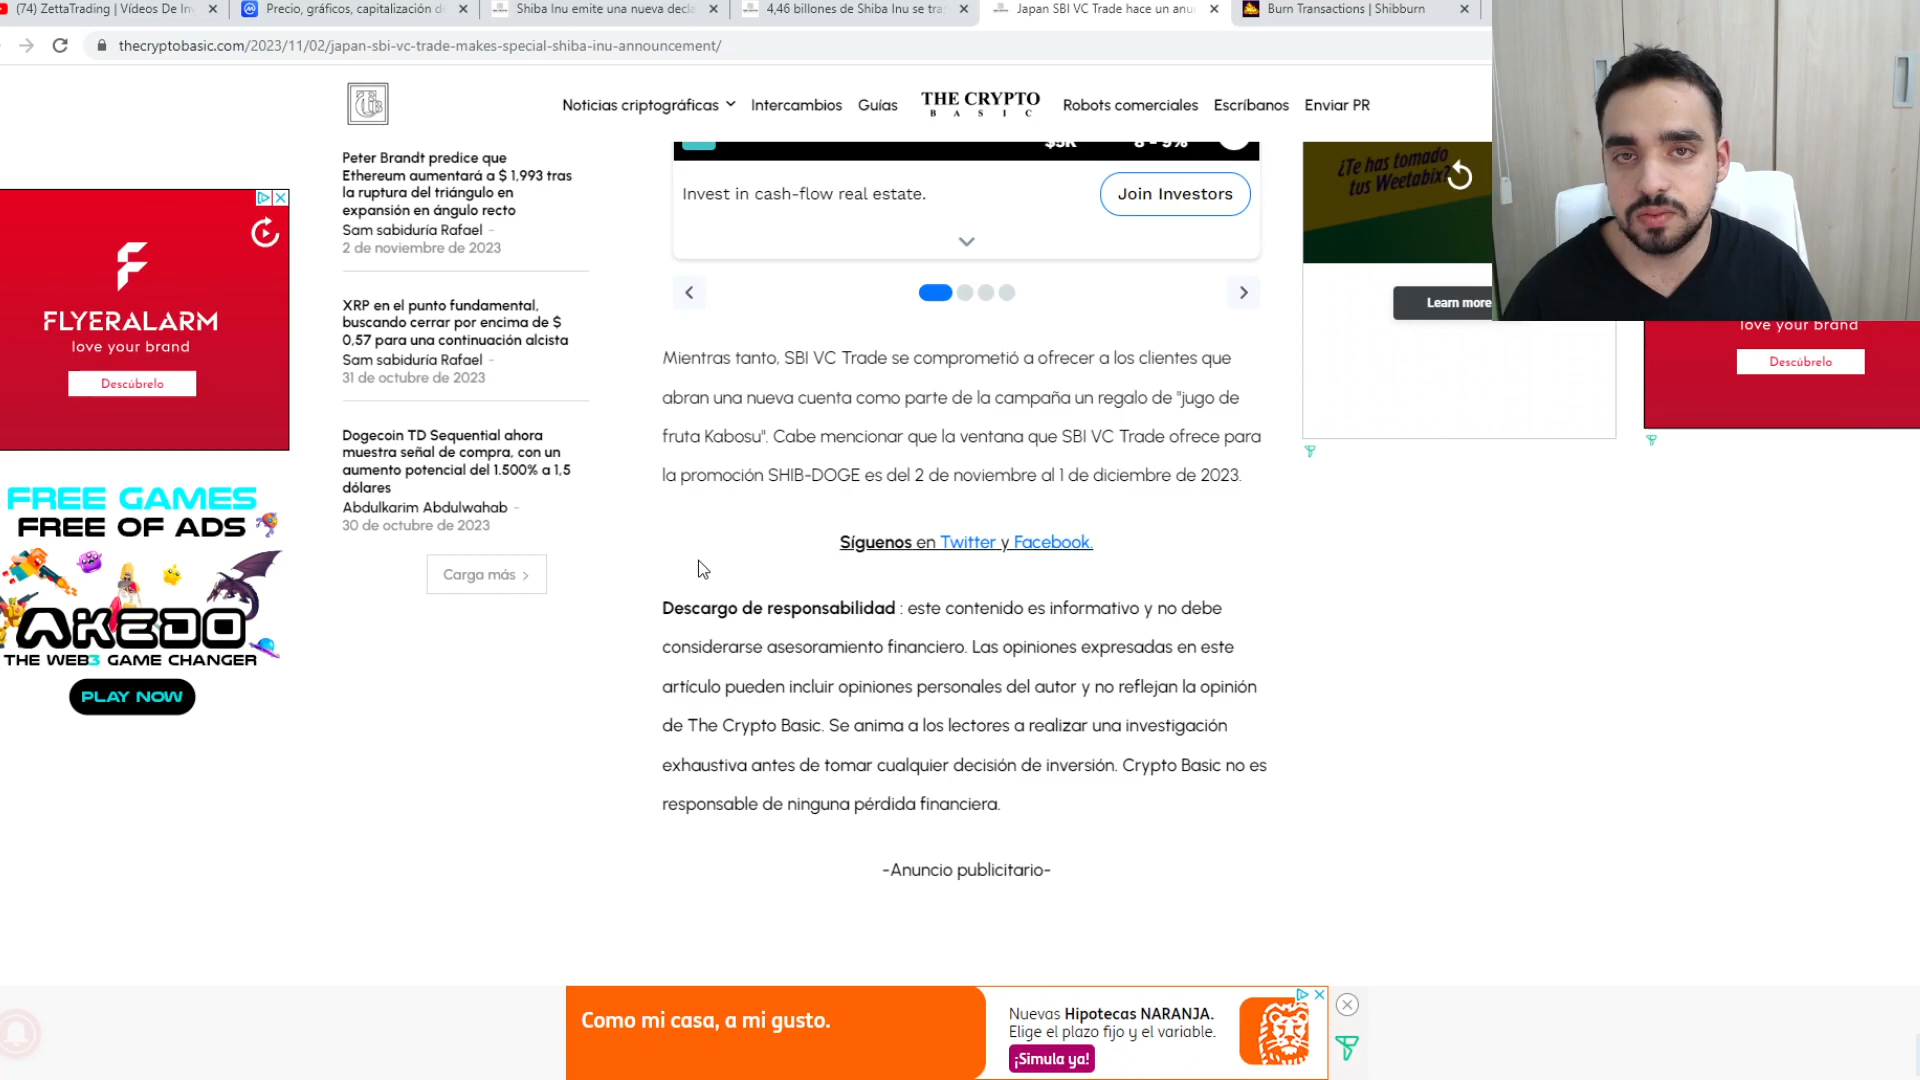 (74) ZettaTrading | Vídeos De In
Precio, gráficos, capitalización d
Shiba Inu emite una nueva decla
4,46 billones de Shiba Inu se tra
Japan SBI VC Trade hace un anu
Burn Transactions | Shibburn
thecryptobasic.com/2023/11/02/japan-sbi-vc-trade-makes-special-shiba-inu-announcement/
Noticias criptográficas
Intercambios
Guías
THE CRYPTO
BASIC
Robots comerciales
Escríbanos
Enviar PR
Peter Brandt predice que
Ethereum aumentará a $ 1,993 tras
la ruptura del triángulo en
expansión en ángulo recto
Sam sabiduría Rafael -
2 de noviembre de 2023
XRP en el punto fundamental,
buscando cerrar por encima de $
0,57 para una continuación alcista
Sam sabiduría Rafael -
31 de octubre de 2023
Dogecoin TD Sequential ahora
muestra señal de compra, con un
aumento potencial del 1.500% a 1,5
dólares
Abdulkarim Abdulwahab -
30 de octubre de 2023
Carga más
FLYERALARM
love your brand
Descúbrelo
FREE GAMES
FREE OF ADS
AKEDO
THE WEB3 GAME CHANGER
PLAY NOW
$5K
8 - 9%
Invest in cash-flow real estate.
Join Investors
Mientras tanto, SBI VC Trade se comprometió a ofrecer a los clientes que
abran una nueva cuenta como parte de la campaña un regalo de "jugo de
fruta Kabosu". Cabe mencionar que la ventana que SBI VC Trade ofrece para
la promoción SHIB-DOGE es del 2 de noviembre al 1 de diciembre de 2023.
Síguenos en Twitter y Facebook.
Descargo de responsabilidad : este contenido es informativo y no debe
considerarse asesoramiento financiero. Las opiniones expresadas en este
artículo pueden incluir opiniones personales del autor y no reflejan la opinión
de The Crypto Basic. Se anima a los lectores a realizar una investigación
exhaustiva antes de tomar cualquier decisión de inversión. Crypto Basic no es
responsable de ninguna pérdida financiera.
-Anuncio publicitario-
¿Te has tomado
tus Weetabix?
Learn more
love your brand
Descúbrelo
Como mi casa, a mi gusto.
Nuevas Hipotecas NARANJA.
Elige el plazo fijo y el variable.
¡Simula ya!